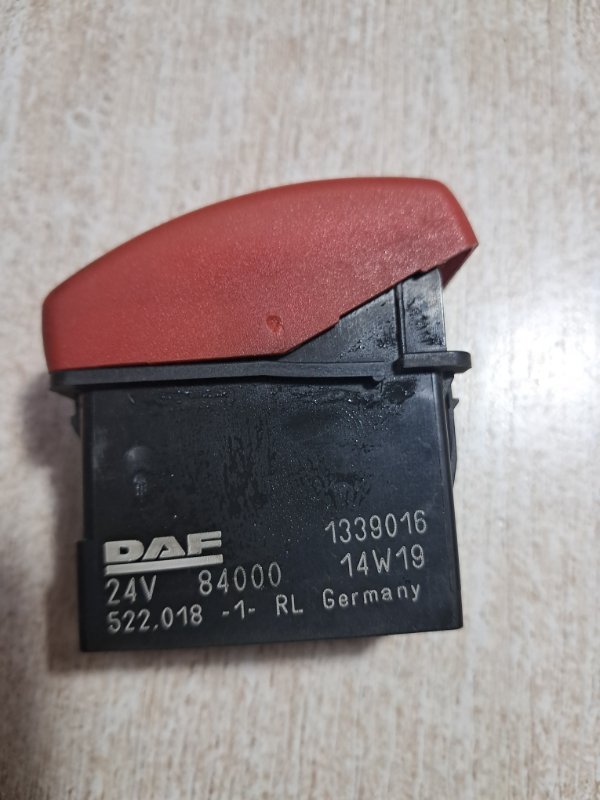 DAF 1339016
24V 84000 14W19
522.018 -1- RL Germany